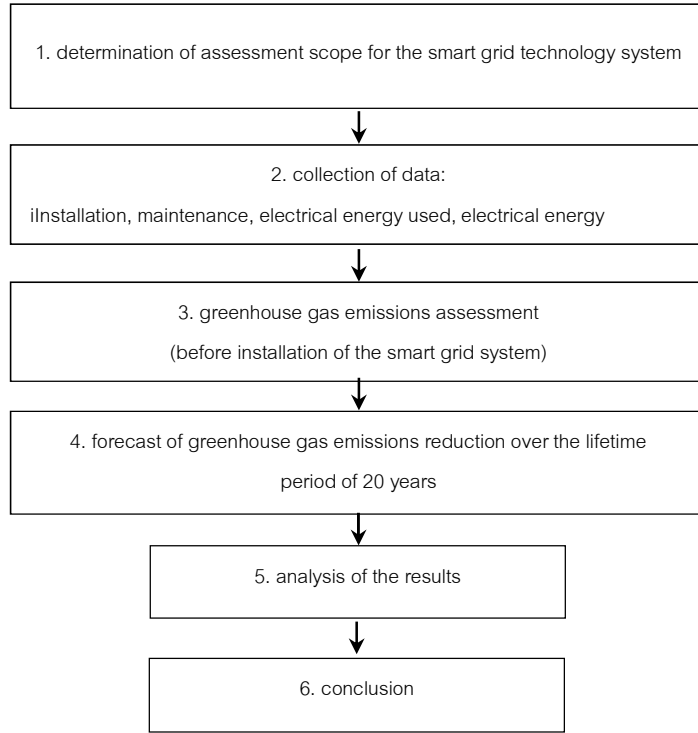 1. determination of assessment scope for the smart grid technology system
2. collection of data:
iInstallation, maintenance, electrical energy used, electrical energy
3. greenhouse gas emissions assessment
(before installation of the smart grid system)
4. forecast of greenhouse gas emissions reduction over the lifetime
period of 20 years
5. analysis of the results
6. conclusion